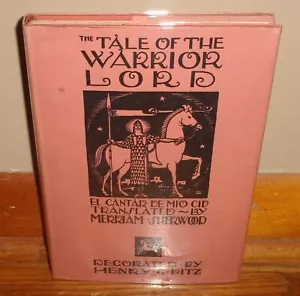 THE TALE OF THE
WARRIOR
LORD
EL CANTAR DE MIO CID
TRANSLATED ~ BY
MERRIAM SHERWOOD
DECORATED BY
HENRY C. PITZ